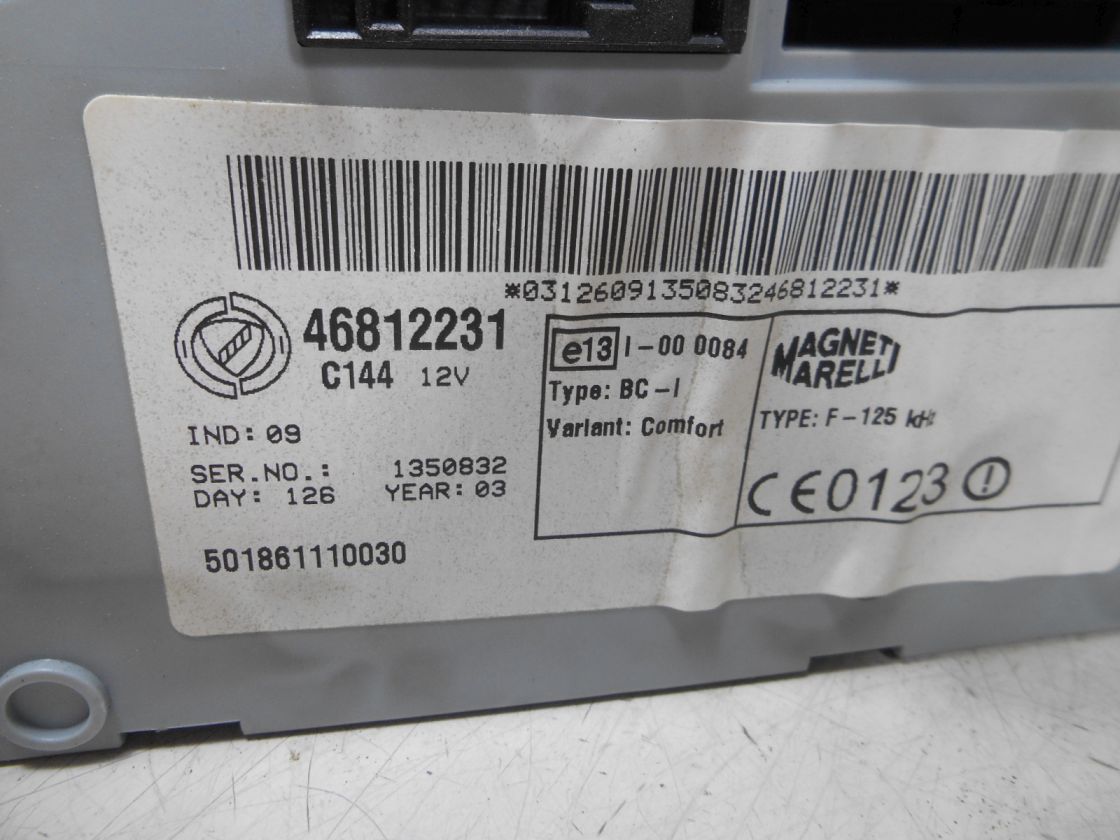 *0312609135083246812231*
46812231
C144 12V
IND: 09
SER.NO.: 1350832
DAY: 126 YEAR: 03
501861110030
e13 I-00 0084
Type: BC-I
Variant: Comfort
MAGNETI
MARELLI
TYPE: F-125 kHz
CE0123 !